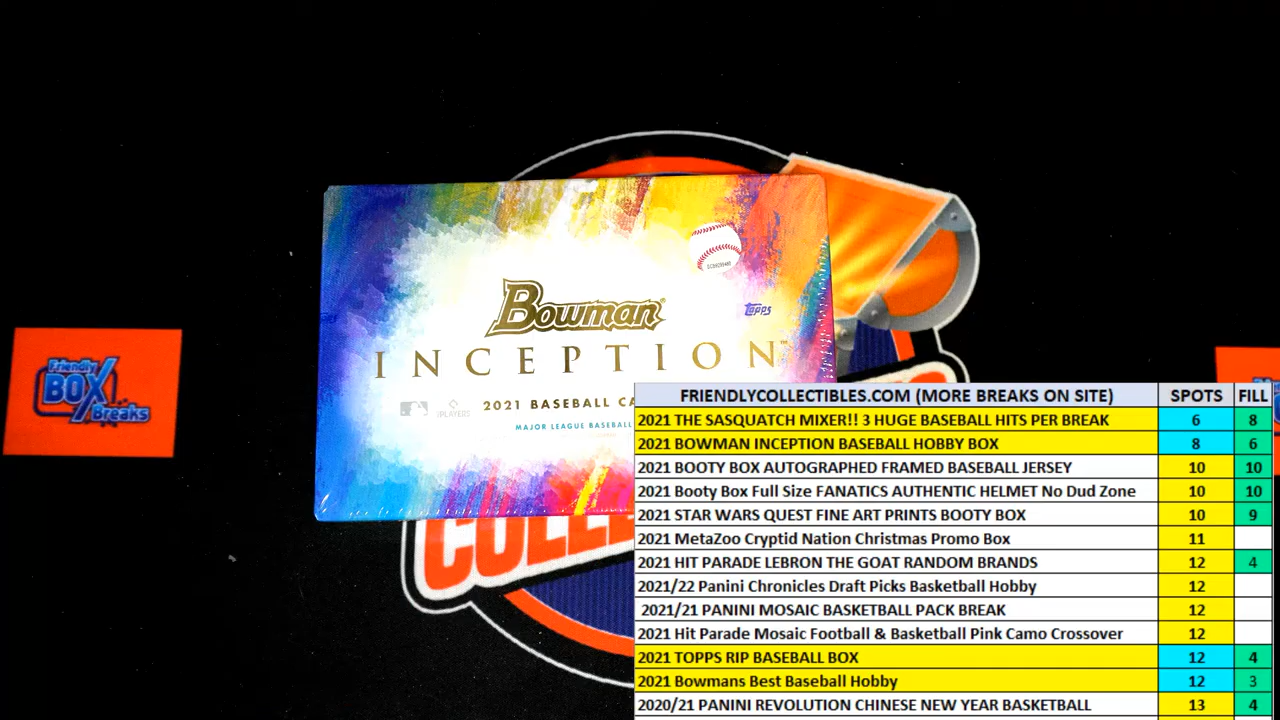 Bowman
Topps
INCEPTION™
PLAYERS
2021 BASEBALL CA
MAJOR LEAGUE BASEBALL
Friendly
BOX
Breaks
COLLE
FRIENDLYCOLLECTIBLES.COM (MORE BREAKS ON SITE) SPOTS FILL
2021 THE SASQUATCH MIXER!! 3 HUGE BASEBALL HITS PER BREAK 6 8
2021 BOWMAN INCEPTION BASEBALL HOBBY BOX 8 6
2021 BOOTY BOX AUTOGRAPHED FRAMED BASEBALL JERSEY 10 10
2021 Booty Box Full Size FANATICS AUTHENTIC HELMET No Dud Zone 10 10
2021 STAR WARS QUEST FINE ART PRINTS BOOTY BOX 10 9
2021 MetaZoo Cryptid Nation Christmas Promo Box 11
2021 HIT PARADE LEBRON THE GOAT RANDOM BRANDS 12 4
2021/22 Panini Chronicles Draft Picks Basketball Hobby 12
2021/21 PANINI MOSAIC BASKETBALL PACK BREAK 12
2021 Hit Parade Mosaic Football & Basketball Pink Camo Crossover 12
2021 TOPPS RIP BASEBALL BOX 12 4
2021 Bowmans Best Baseball Hobby 12 3
2020/21 PANINI REVOLUTION CHINESE NEW YEAR BASKETBALL 13 4